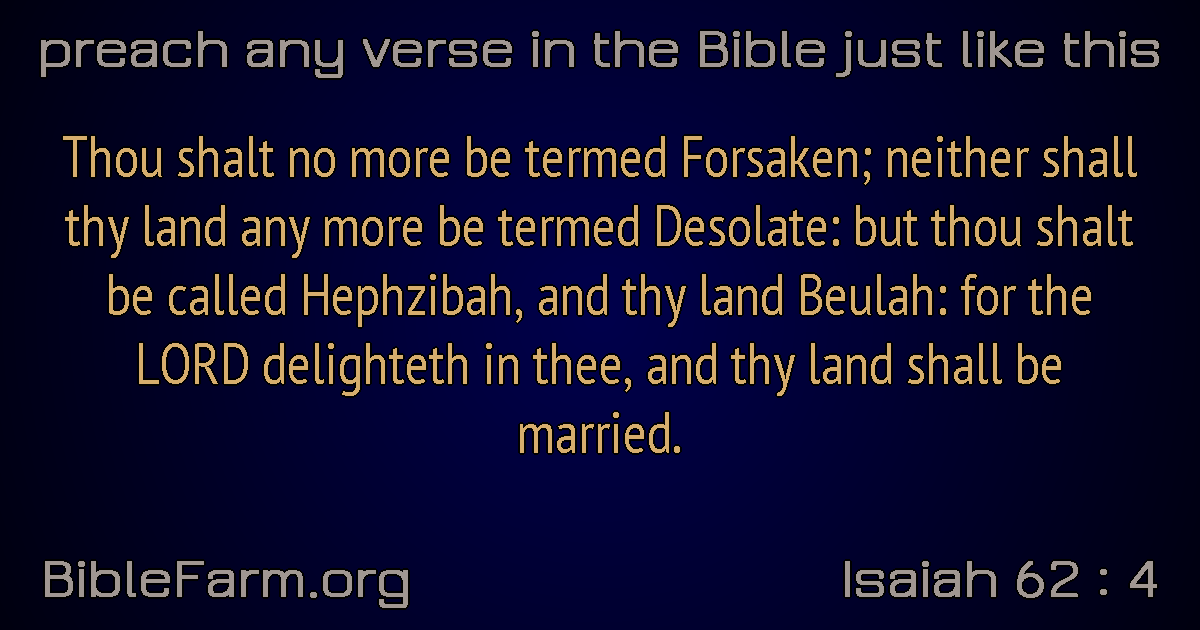 preach any verse in the Bible just like this
Thou shalt no more be termed Forsaken; neither shall
thy land any more be termed Desolate: but thou shalt
be called Hephzibah, and thy land Beulah: for the
LORD delighteth in thee, and thy land shall be
married.
BibleFarm.org
Isaiah 62 : 4